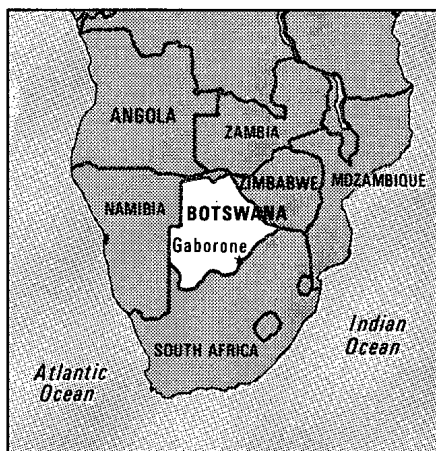 ANGOLA
ZAMBIA
ZIMBABWE
MOZAMBIQUE
NAMIBIA
BOTSWANA
Gaborone
SOUTH AFRICA
Indian
Ocean
Atlantic
Ocean